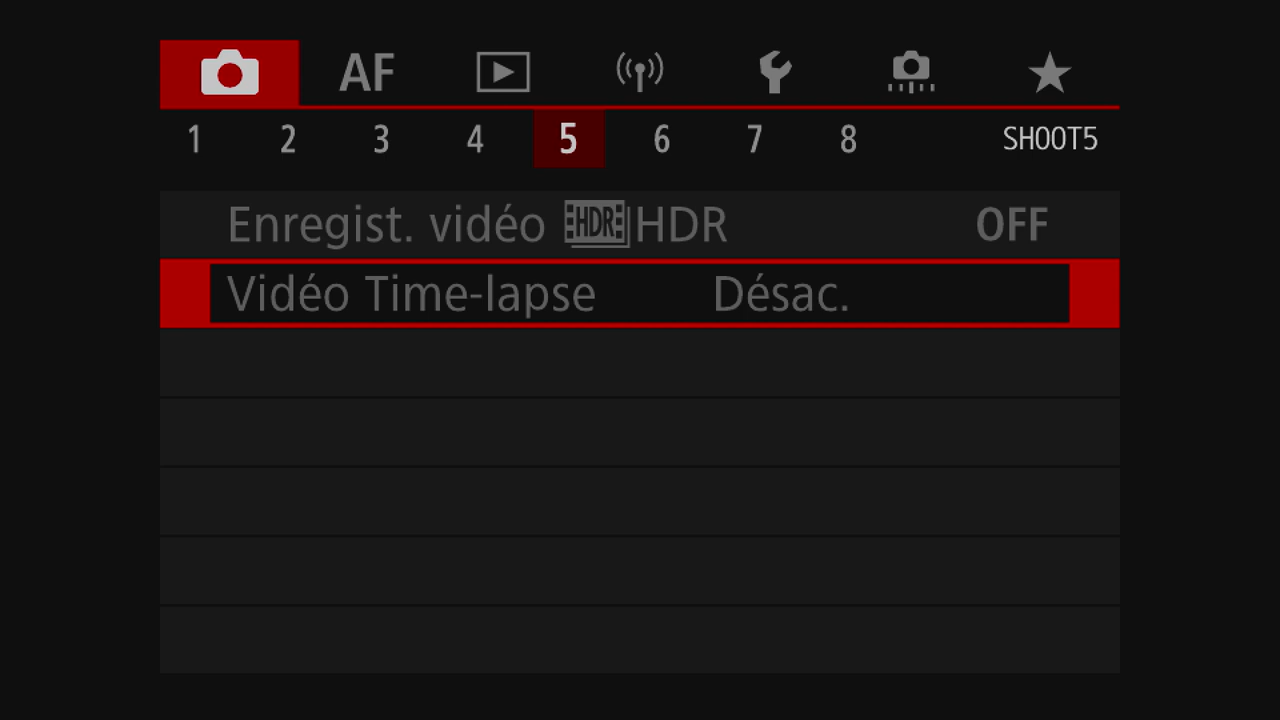 AF
1 2 3 4 5 6 7 8 SHOOT5
Enregist. vidéo HDR HDR OFF
Vidéo Time-lapse Désac.